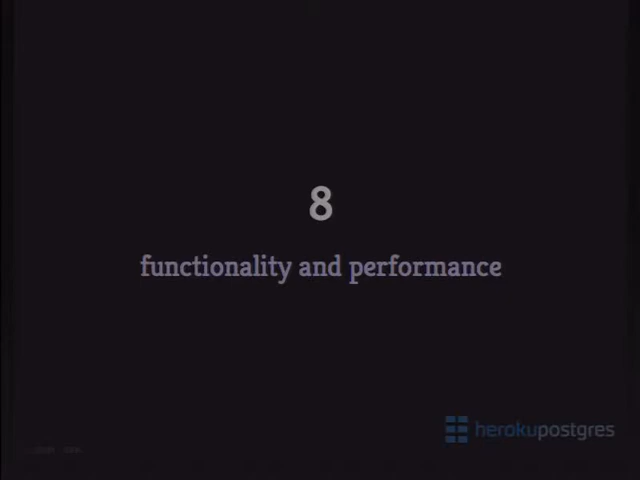 8
functionality and performance
herokupostgres